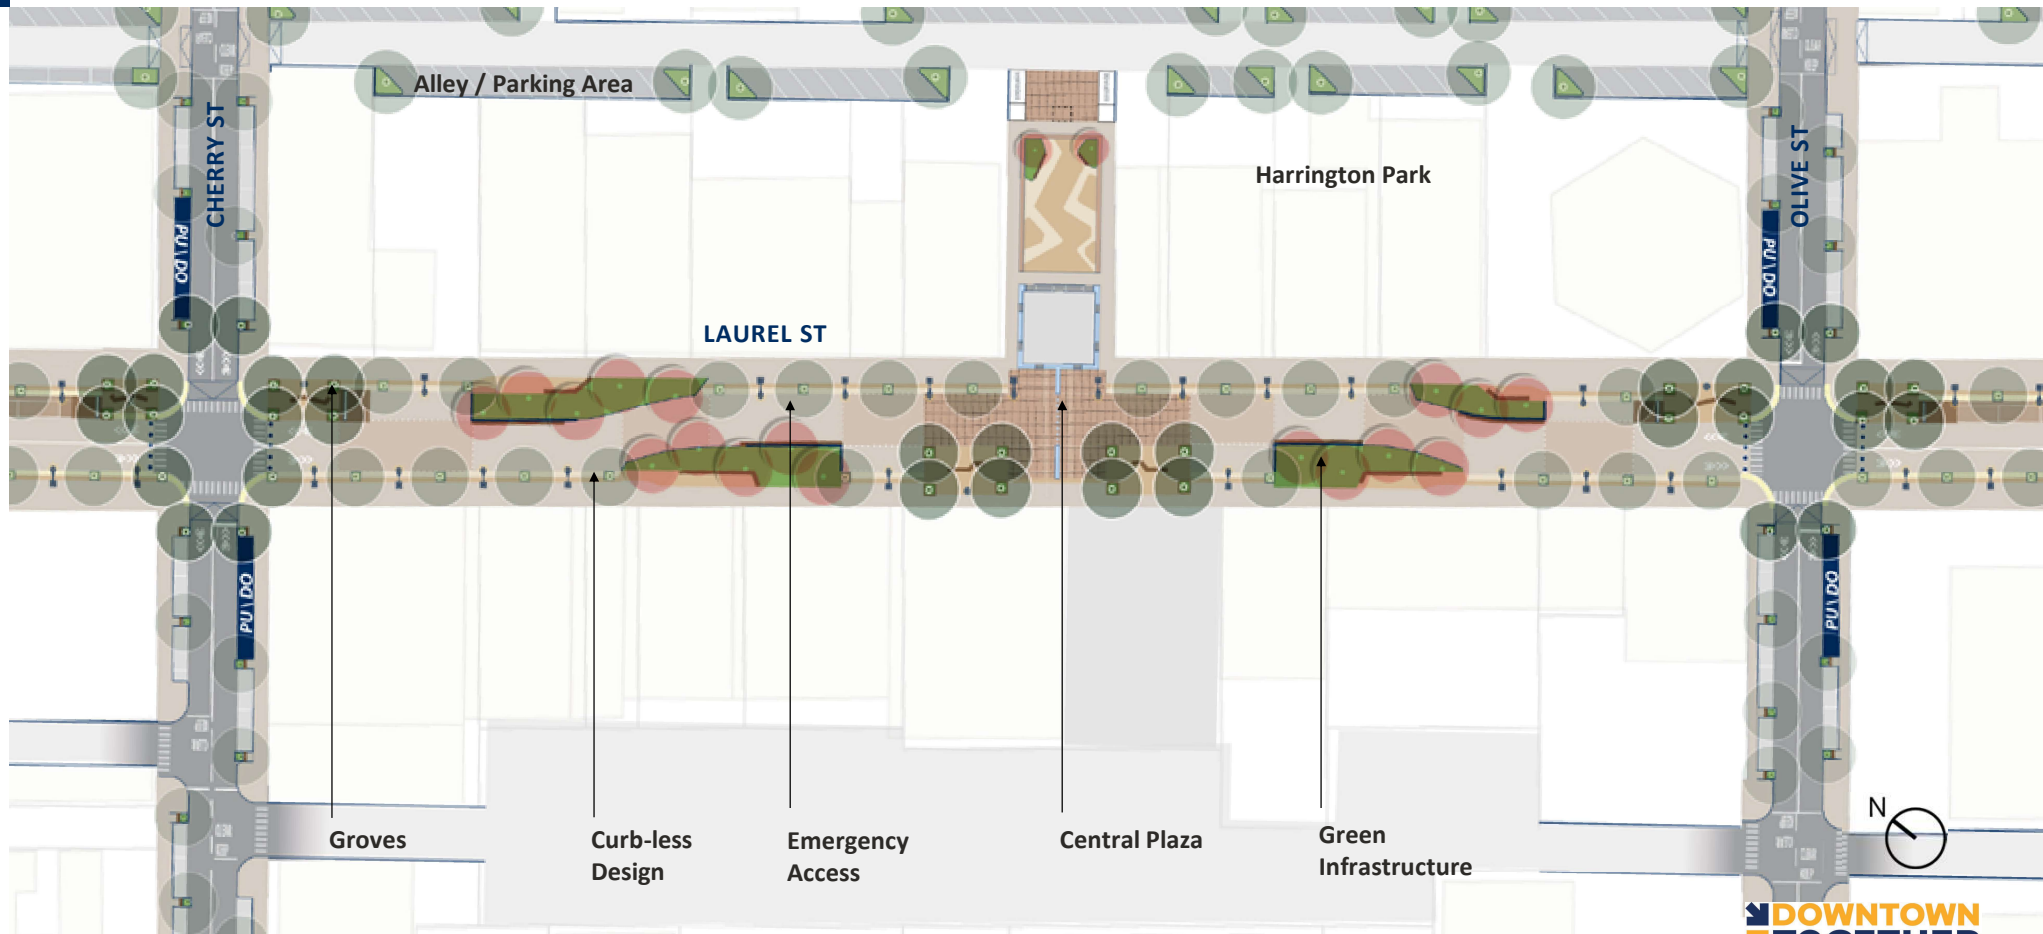 Alley / Parking Area
CHERRY ST
Harrington Park
OLIVE ST
PU \ DO
PU \ DO
LAUREL ST
PU \ DO
PU \ DO
N
Groves
Curb-less
Design
Emergency
Access
Central Plaza
Green
Infrastructure
DOWNTOWN
TOGETHER